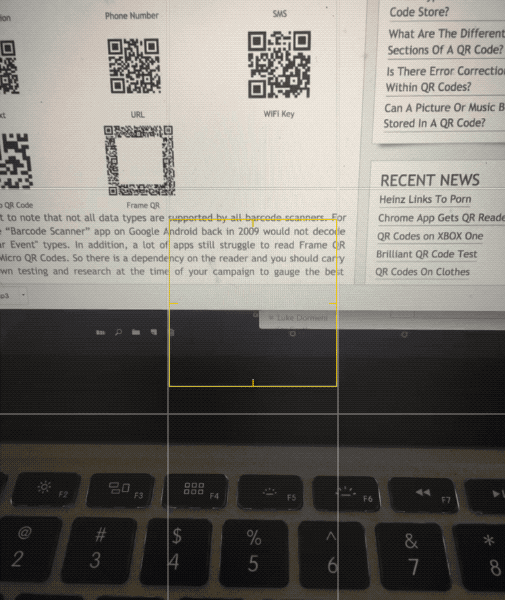 Phone Number
SMS
URL
WiFi Key
QR Code
Frame QR
t to note that not all data types are supported by all barcode scanners. For
"Barcode Scanner" app on Google Android back in 2009 would not decode
Event" types. In addition, a lot of apps still struggle to read Frame QR
Micro QR Codes. So there is a dependency on the reader and you should carry
wn testing and research at the time of your campaign to gauge the best
Code Store?
What Are The Different
Sections Of A QR Code?
Is There Error Correctio
Within QR Codes?
Can A Picture Or Music B
Stored In A QR Code?
RECENT NEWS
Heinz Links To Porn
Chrome App Gets QR Reade
QR Codes on XBOX One
Brilliant QR Code Test
QR Codes On Clothes
p3
Luke Dormehl
F2 F3 F4 F5 F6 F7
@ # $ % ^ & *
2 3 4 5 6 7 8